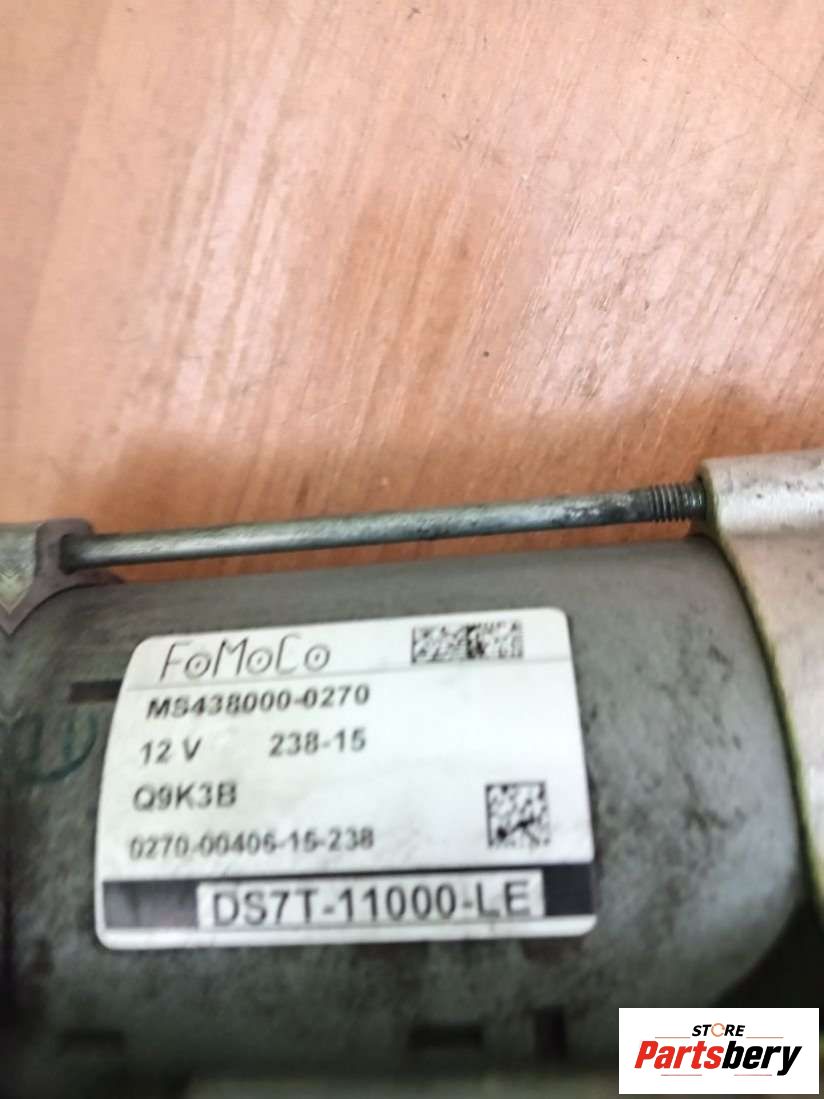 FoMoCo
MS438000-0270
12 V 238-15
Q9K3B
0270-00406-15-238
DS7T-11000-LE
STORE
Partsbery